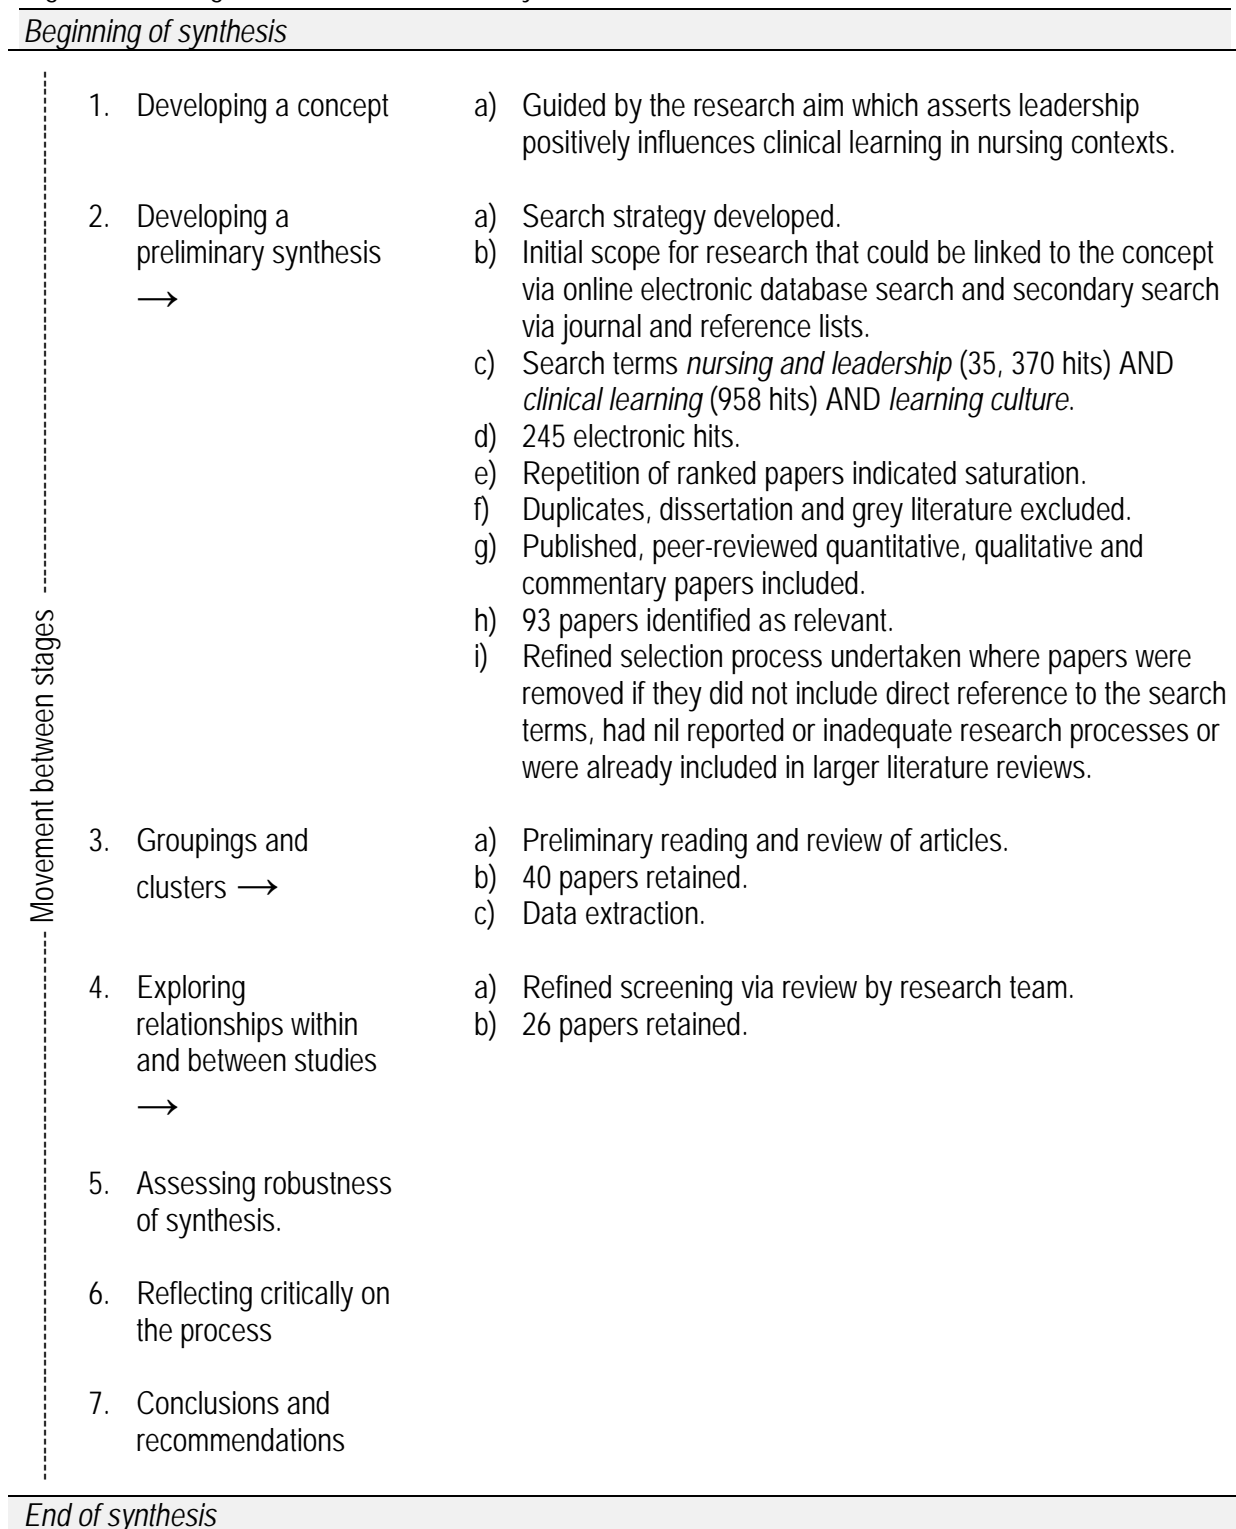 Beginning of synthesis
1. Developing a concept
a) Guided by the research aim which asserts leadership
positively influences clinical learning in nursing contexts.
2. Developing a
preliminary synthesis
→
a) Search strategy developed.
b) Initial scope for research that could be linked to the concept
via online electronic database search and secondary search
via journal and reference lists.
c) Search terms nursing and leadership (35, 370 hits) AND
clinical learning (958 hits) AND learning culture.
d) 245 electronic hits.
e) Repetition of ranked papers indicated saturation.
f) Duplicates, dissertation and grey literature excluded.
g) Published, peer-reviewed quantitative, qualitative and
commentary papers included.
h) 93 papers identified as relevant.
i) Refined selection process undertaken where papers were
removed if they did not include direct reference to the search
terms, had nil reported or inadequate research processes or
were already included in larger literature reviews.
Movement between stages
3. Groupings and
clusters →
a) Preliminary reading and review of articles.
b) 40 papers retained.
c) Data extraction.
4. Exploring
relationships within
and between studies
→
a) Refined screening via review by research team.
b) 26 papers retained.
5. Assessing robustness
of synthesis.
6. Reflecting critically on
the process
7. Conclusions and
recommendations
End of synthesis